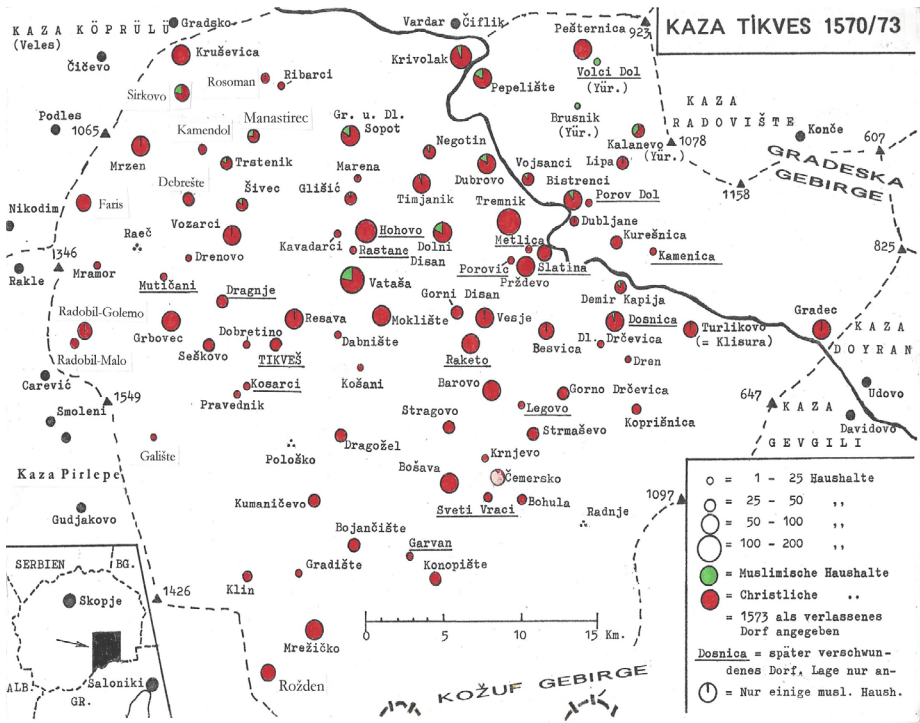 KAZA TİKVES 1570/73
KAZA KÖPRÜLÜ
(Veles)
Gradsko
Vardar
Čiflik
Pešternica
923
Čičevo
Kruševica
Krivolak
Volci Dol
(Yür.)
Rosoman
Ribarci
Pepelište
Sirkovo
KAZA
RADOVIŠTE
Podles
1065
Kamendol
Manastirec
Gr. u. Dl.
Sopot
Brusnik
(Yür.)
Kalanevo
(Yür.)
1078
Konče
607
Mrzen
Trstenik
Negotin
GRADESKA
GEBIRGE
Marena
Dubrovo
Vojsanci
Lipa
1158
Debrešte
Šivec
Glišić
Timjanik
Bistrenci
Porov Dol
Nikodim
Faris
Vozarci
Tremnik
Dubljane
Raeč
Hohovo
Kavadarci
Rastane
Dolni
Disan
Metlica
Kurešnica
825
1346
Drenovo
Porovic
Slatina
Kamenica
Rakle
Mramor
Mutičani
Prždevo
Vataša
Dragnje
Gorni Disan
Demir Kapija
Radobil-Golemo
Grbovec
Resava
Moklište
Vesje
Dosnica
Gradec
KAZA
DOYRAN
Dobretino
Dabnište
Besvica
Dl. Drčevica
Turlikovo
(= Klisura)
Radobil-Malo
Seškovo
TIKVEŠ
Raketo
Dren
Carević
Košani
Udovo
Kosarci
Barovo
Gorno Drčevica
1549
Pravednik
Legovo
647
KAZA
Smoleni
Stragovo
Koprišnica
Davidovo
Galište
Dragožel
Strmaševo
GEVGILI
Pološko
Krnjevo
Kaza Pirlepe
Bošava
Čemersko
1097
Kumaničevo
Sveti Vraci
Bohula
Radnje
Gudjakovo
Bojančište
Garvan
Gradište
Konopište
Klin
1426
Mrežičko
Rožden
0 5 10 15 Km.
KOŽUF GEBIRGE
SERBIEN
BG.
Skopje
ALB.
GR.
Saloniki
= 1 - 25 Haushalte
= 25 - 50 ,,
= 50 - 100 ,,
= 100 - 200 ,,
= Muslimische Haushalte
= Christliche ..
= 1573 als verlassenes
Dorf angegeben
Dosnica = später verschwun-
denes Dorf. Lage nur an-
= Nur einige musl. Haush.